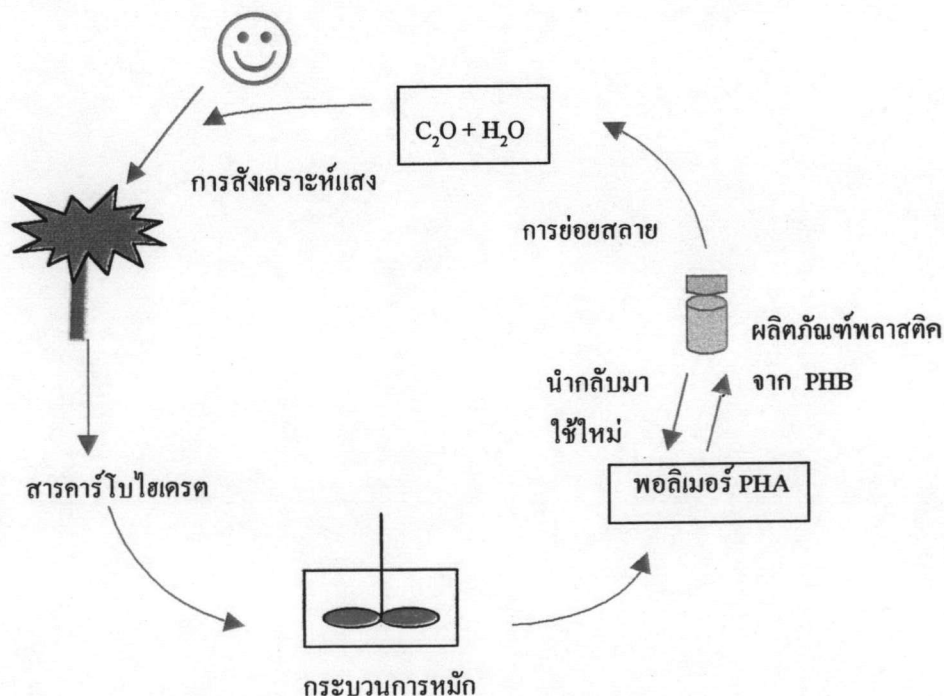 C₂O + H₂O
การสังเคราะห์แสง
การย่อยสลาย
ผลิตภัณฑ์พลาสติค
จาก PHB
นำกลับมา
ใช้ใหม่
พอลิเมอร์ PHA
สารคาร์โบไฮเดรต
กระบวนการหมัก